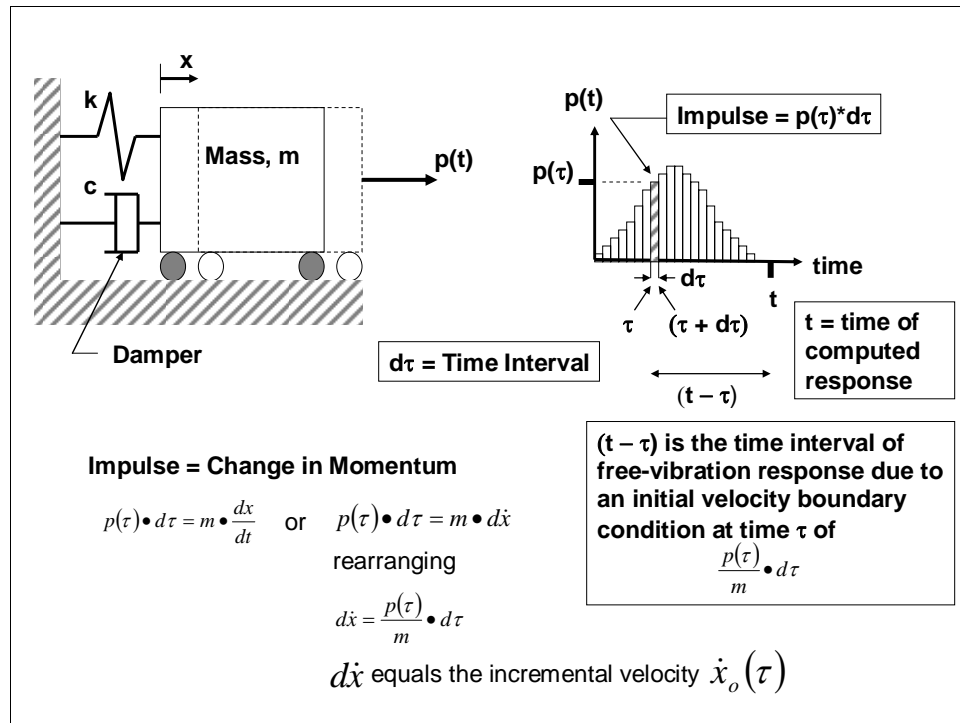 x
k
Mass, m
p(t)
c
Damper
p(t)
Impulse = p(τ)*dτ
p(τ)
time
dτ
t
τ
(τ + dτ)
(t – τ)
dτ = Time Interval
t = time of
computed
response
(t – τ) is the time interval of
free-vibration response due to
an initial velocity boundary
condition at time τ of
p(τ)/m • dτ
Impulse = Change in Momentum
p(τ) • dτ = m • dx/dt or p(τ) • dτ = m • dẋ
rearranging
dẋ = p(τ)/m • dτ
dẋ equals the incremental velocity ẋₒ(τ)